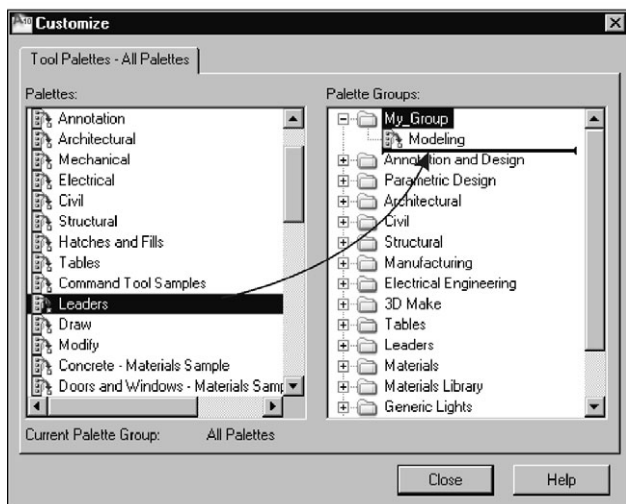 Customize
Tool Palettes - All Palettes
Palettes:
Annotation
Architectural
Mechanical
Electrical
Civil
Structural
Hatches and Fills
Tables
Command Tool Samples
Leaders
Draw
Modify
Concrete - Materials Sample
Doors and Windows - Materials Samp
Palette Groups:
My_Group
Modeling
Annotation and Design
Parametric Design
Architectural
Civil
Structural
Manufacturing
Electrical Engineering
3D Make
Tables
Leaders
Materials
Materials Library
Generic Lights
Current Palette Group: All Palettes
Close Help